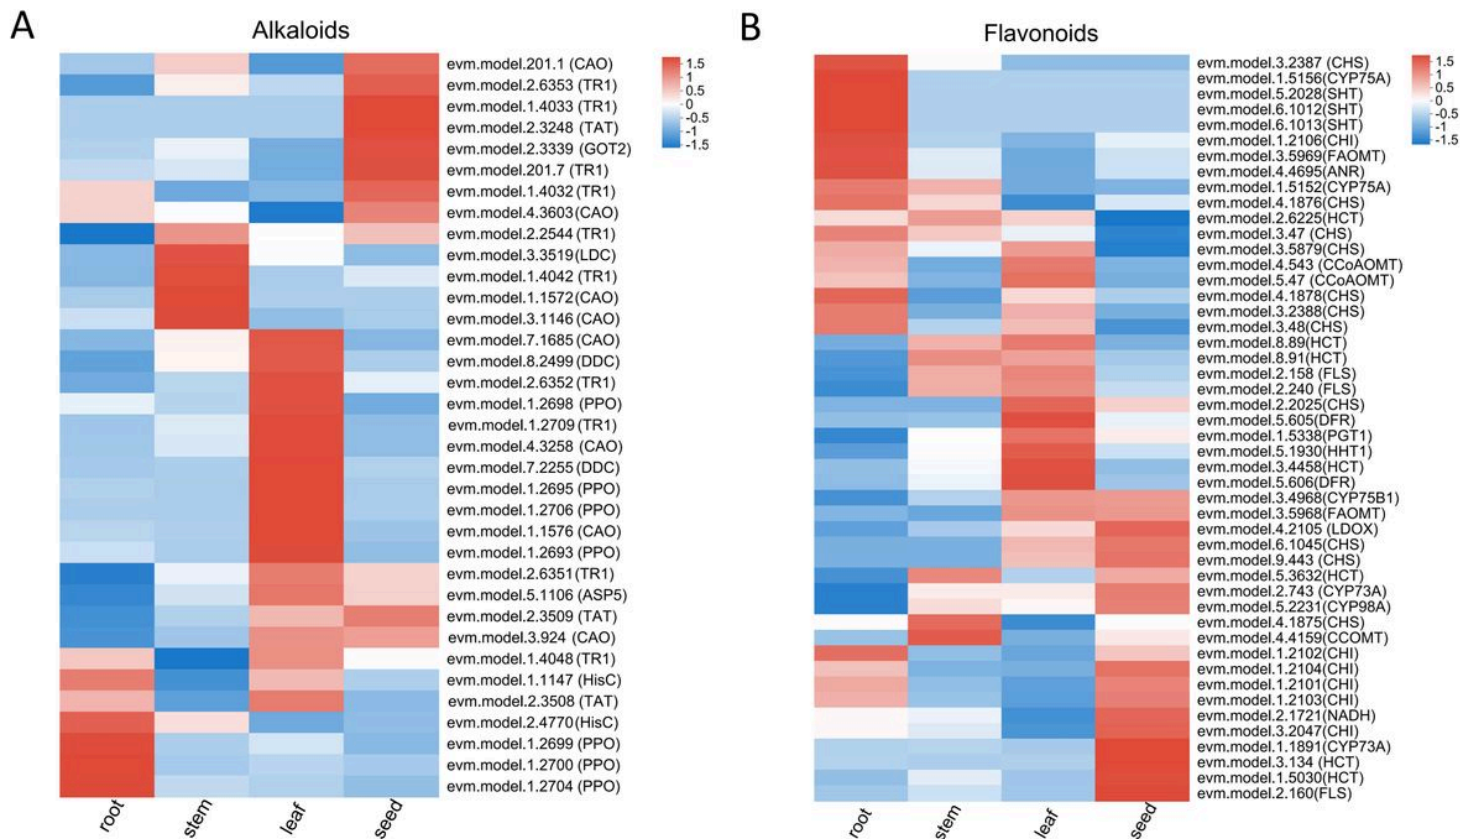 A
Alkaloids
evm.model.201.1 (CAO)
evm.model.2.6353 (TR1)
evm.model.1.4033 (TR1)
evm.model.2.3248 (TAT)
evm.model.2.3339 (GOT2)
evm.model.201.7 (TR1)
evm.model.1.4032 (TR1)
evm.model.4.3603 (CAO)
evm.model.2.2544 (TR1)
evm.model.3.3519 (LDC)
evm.model.1.4042 (TR1)
evm.model.1.1572 (CAO)
evm.model.3.1146 (CAO)
evm.model.7.1685 (CAO)
evm.model.8.2499 (DDC)
evm.model.2.6352 (TR1)
evm.model.1.2698 (PPO)
evm.model.1.2709 (TR1)
evm.model.4.3258 (CAO)
evm.model.7.2255 (DDC)
evm.model.1.2695 (PPO)
evm.model.1.2706 (PPO)
evm.model.1.1576 (CAO)
evm.model.1.2693 (PPO)
evm.model.2.6351 (TR1)
evm.model.5.1106 (ASP5)
evm.model.2.3509 (TAT)
evm.model.3.924 (CAO)
evm.model.1.4048 (TR1)
evm.model.1.1147 (HisC)
evm.model.2.3508 (TAT)
evm.model.2.4770 (HisC)
evm.model.1.2699 (PPO)
evm.model.1.2700 (PPO)
evm.model.1.2704 (PPO)
1.5
1
0.5
0
-0.5
-1
-1.5
root
stem
leaf
seed
B
Flavonoids
evm.model.3.2387 (CHS)
evm.model.1.5156(CYP75A)
evm.model.5.2028(SHT)
evm.model.6.1012(SHT)
evm.model.6.1013(SHT)
evm.model.1.2106(CHI)
evm.model.3.5969(FAOMT)
evm.model.4.4695(ANR)
evm.model.1.5152(CYP75A)
evm.model.4.1876(CHS)
evm.model.2.6225(HCT)
evm.model.3.47 (CHS)
evm.model.3.5879(CHS)
evm.model.4.543 (CCoAOMT)
evm.model.5.47 (CCoAOMT)
evm.model.4.1878(CHS)
evm.model.3.2388(CHS)
evm.model.3.48(CHS)
evm.model.8.89(HCT)
evm.model.8.91(HCT)
evm.model.2.158 (FLS)
evm.model.2.240 (FLS)
evm.model.2.2025(CHS)
evm.model.5.605(DFR)
evm.model.1.5338(PGT1)
evm.model.5.1930(HHT1)
evm.model.3.4458(HCT)
evm.model.5.606(DFR)
evm.model.3.4968(CYP75B1)
evm.model.3.5968(FAOMT)
evm.model.4.2105 (LDOX)
evm.model.6.1045(CHS)
evm.model.9.443 (CHS)
evm.model.5.3632(HCT)
evm.model.2.743 (CYP73A)
evm.model.5.2231(CYP98A)
evm.model.4.1875(CHS)
evm.model.4.4159(CCOMT)
evm.model.1.2102(CHI)
evm.model.1.2104(CHI)
evm.model.1.2101(CHI)
evm.model.1.2103(CHI)
evm.model.2.1721(NADH)
evm.model.3.2047(CHI)
evm.model.1.1891(CYP73A)
evm.model.3.134 (HCT)
evm.model.1.5030(HCT)
evm.model.2.160(FLS)
1.5
1
0.5
0
-0.5
-1
-1.5
root
stem
leaf
seed